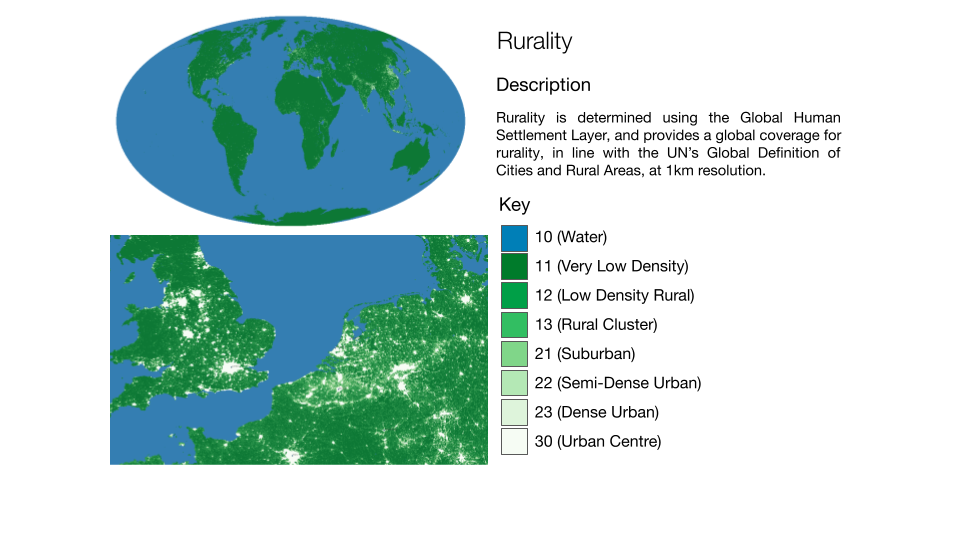 Rurality
Description
Rurality is determined using the Global Human
Settlement Layer, and provides a global coverage for
rurality, in line with the UN's Global Definition of
Cities and Rural Areas, at 1km resolution.
Key
10 (Water)
11 (Very Low Density)
12 (Low Density Rural)
13 (Rural Cluster)
21 (Suburban)
22 (Semi-Dense Urban)
23 (Dense Urban)
30 (Urban Centre)